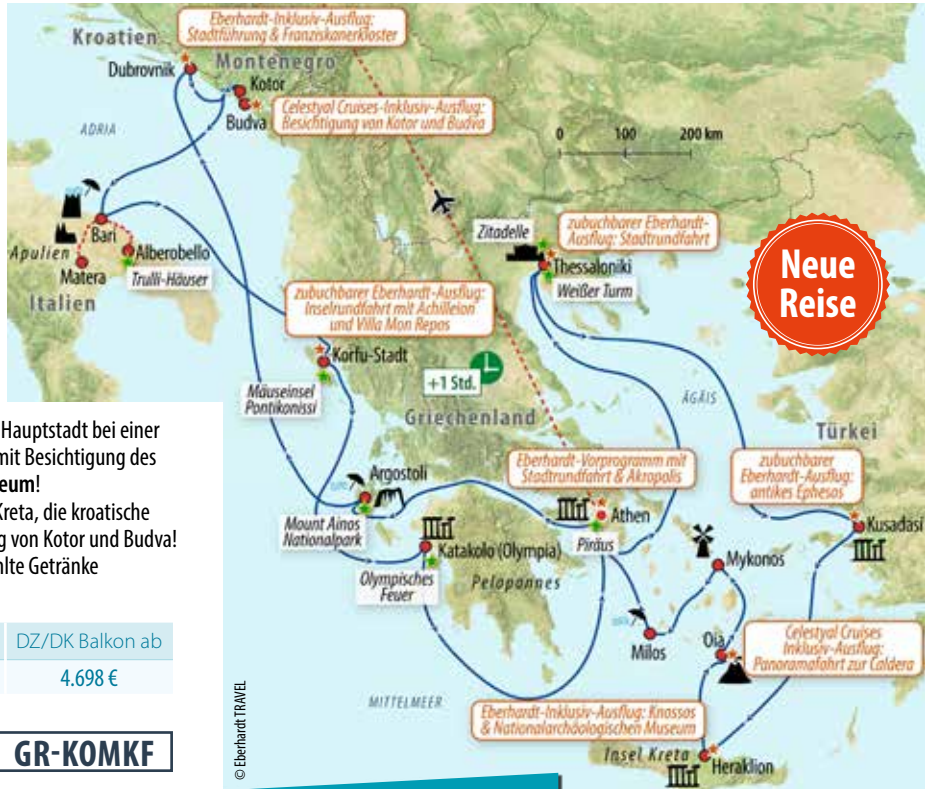 Eberhardt-Inklusiv-Ausflug:
Stadtführung & Franziskanerkloster
Kroatien
Dubrovnik
Montenegro
Kotor
Budva
Celestyal Cruises-Inklusiv-Ausflug:
Besichtigung von Kotor und Budva
ADRIA
0 100 200 km
Bari
Apulien
Alberobello
Matera
Trulli-Häuser
Italien
Zitadelle
zubuchbarer Eberhardt-
Ausflug: Stadtrundfahrt
Thessaloniki
Weißer Turm
Neue
Reise
zubuchbarer Eberhardt-Ausflug:
Inselrundfahrt mit Achilleion
und Villa Mon Repos
Korfu-Stadt
+1 Std.
Mäuseinsel
Pontikonissi
Griechenland
ÄGÄIS
Türkei
Hauptstadt bei einer
mit Besichtigung des
eum!
Kreta, die kroatische
g von Kotor und Budva!
hlte Getränke
Argostoli
Mount Ainos
Nationalpark
Eberhardt-Vorprogramm mit
Stadtrundfahrt & Akropolis
Athen
Piräus
zubuchbarer
Eberhardt-Ausflug:
antikes Ephesos
Kusadasi
Katakolo (Olympia)
Olympisches
Feuer
Pelopannes
Mykonos
Milos
Oia
Celestyal Cruises
Inklusiv-Ausflug:
Panoramafahrt zur Caldera
DZ/DK Balkon ab
4.698 €
MITTELMEER
Eberhardt-Inklusiv-Ausflug: Knossos
& Nationalarchäologischen Museum
Insel Kreta
Heraklion
GR-KOMKF
© Eberhardt TRAVEL